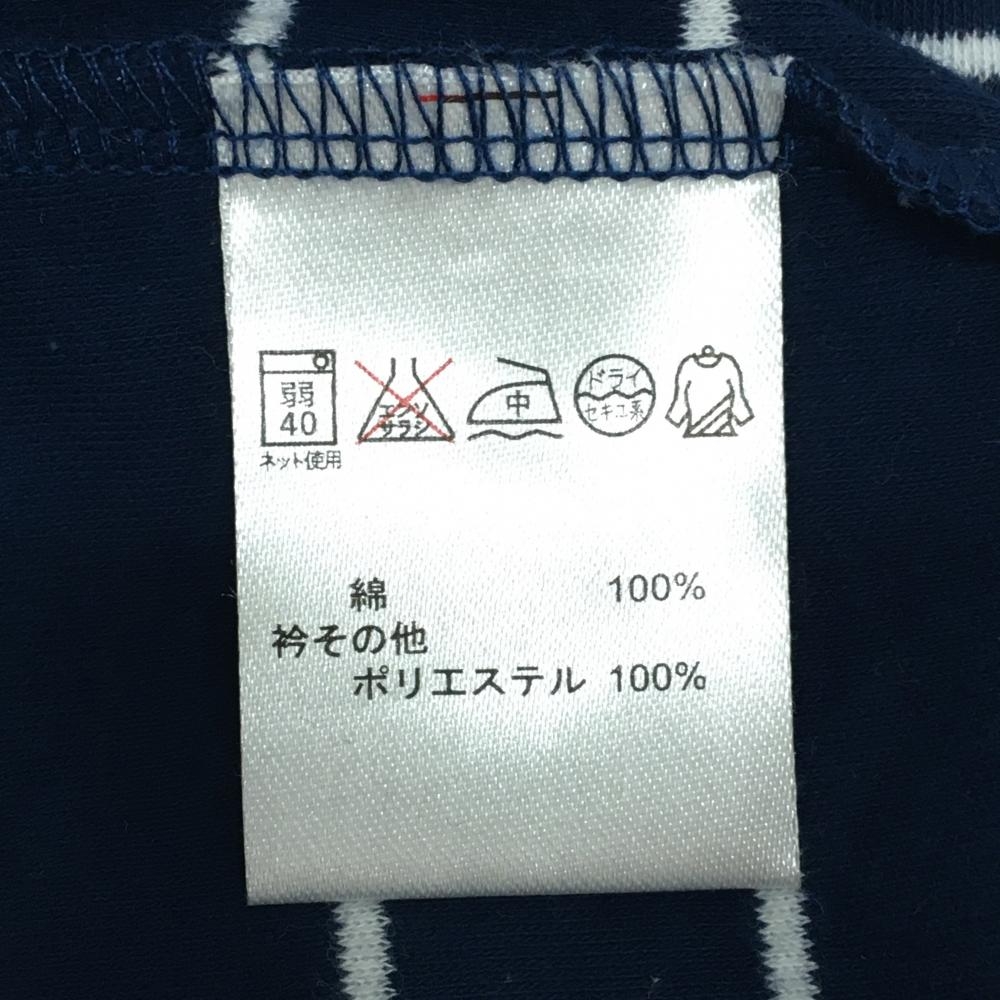 弱
40
ネット使用
エンソ
サラシ
中
ドライ
セキユ系
綿 100%
衿その他
ポリエステル 100%